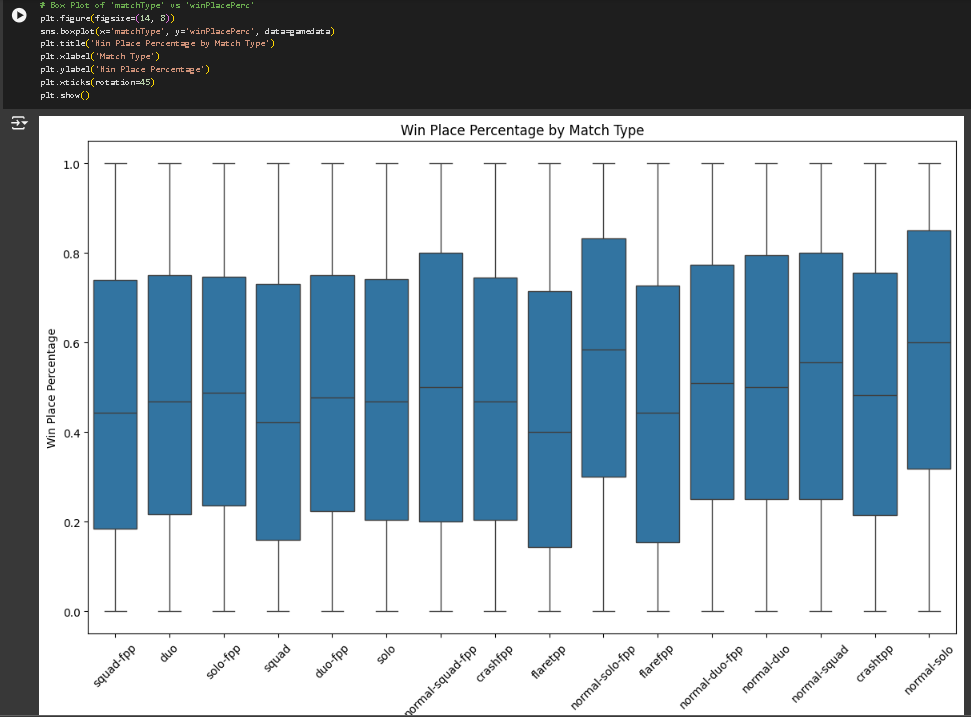 # Box Plot of 'matchType' vs 'winPlacePerc'
plt.figure(figsize=(14, 8))
sns.boxplot(x='matchType', y='winPlacePerc', data=gamedata)
plt.title('Win Place Percentage by Match Type')
plt.xlabel('Match Type')
plt.ylabel('Win Place Percentage')
plt.xticks(rotation=45)
plt.show()
Win Place Percentage by Match Type
1.0
0.8
0.6
0.4
0.2
0.0
Win Place Percentage
squad-fpp
duo
solo-fpp
squad
duo-fpp
solo
normal-squad-fpp
crashfpp
flaretpp
normal-solo-fpp
flarefpp
normal-duo-fpp
normal-duo
normal-squad
crashtpp
normal-solo